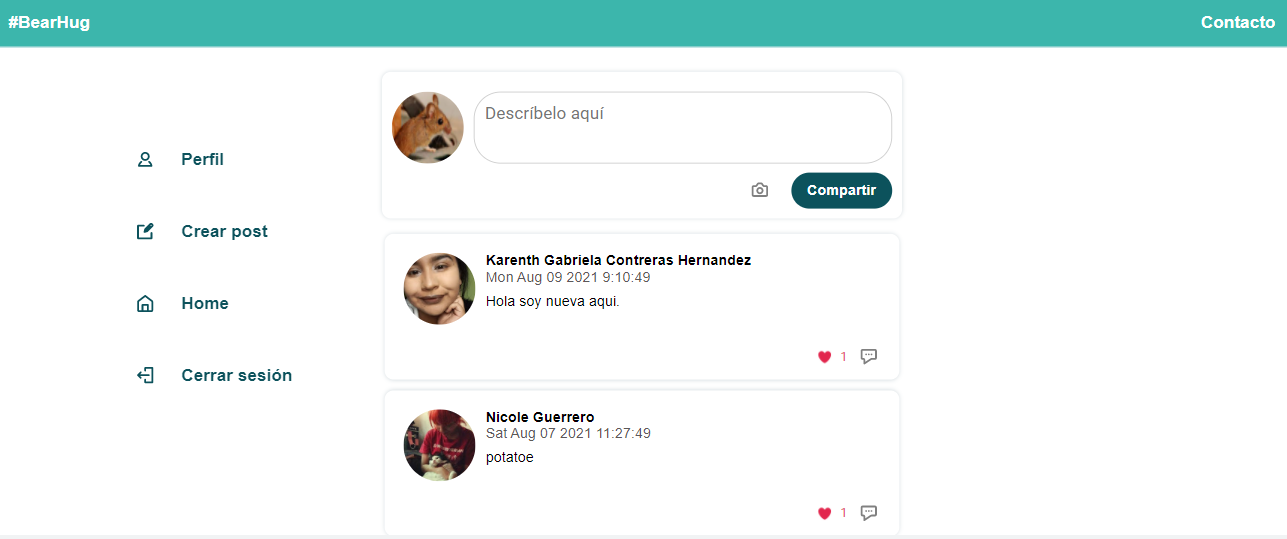 #BearHug
Contacto
Perfil
Crear post
Home
Cerrar sesión
Descríbelo aquí
Compartir
Karenth Gabriela Contreras Hernandez
Mon Aug 09 2021 9:10:49
Hola soy nueva aqui.
1
Nicole Guerrero
Sat Aug 07 2021 11:27:49
potatoe
1